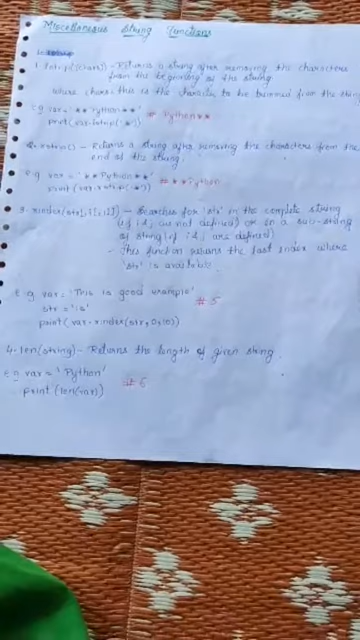 Miscellaneous String Functions
1. lstrip([chars]) - Returns a string after removing the characters
from the beginning of the string
where chars: this is the character to be trimmed from the string
e.g var = '**Python**'
print(var.lstrip('*')) # Python**
2. rstrip() - Returns a string after removing the characters from the
end of the string.
e.g var = '**Python**'
print(var.rstrip('*')) # **Python
3. rindex(str[,i[,j]]) - Searches for 'str' in the complete string
(if i,j are not defined) or in a sub-string
of string (if i,j are defined)
- This function returns the last index where
'str' is available
e.g var = 'This is good example'
str = 'is'
print(var.rindex(str,0,10)) # 5
4. len(string) - Returns the length of given string
e.g var = 'Python'
print(len(var)) # 6